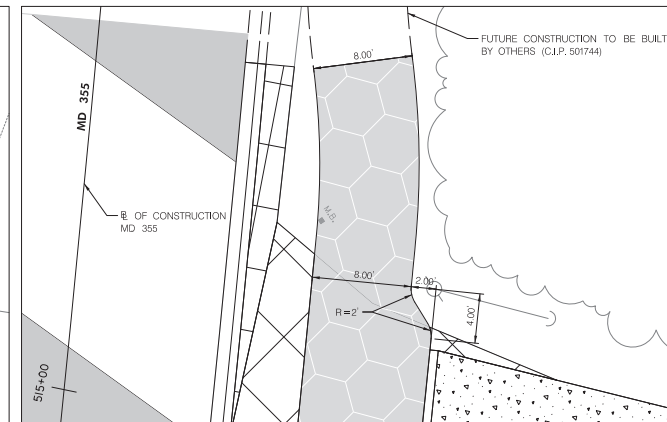 8.00'
FUTURE CONSTRUCTION TO BE BUILT
BY OTHERS (C.I.P. 501744)
MD 355
OF CONSTRUCTION
MD 355
M.B.
8.00'
2.00'
R=2'
4.00'
515+00